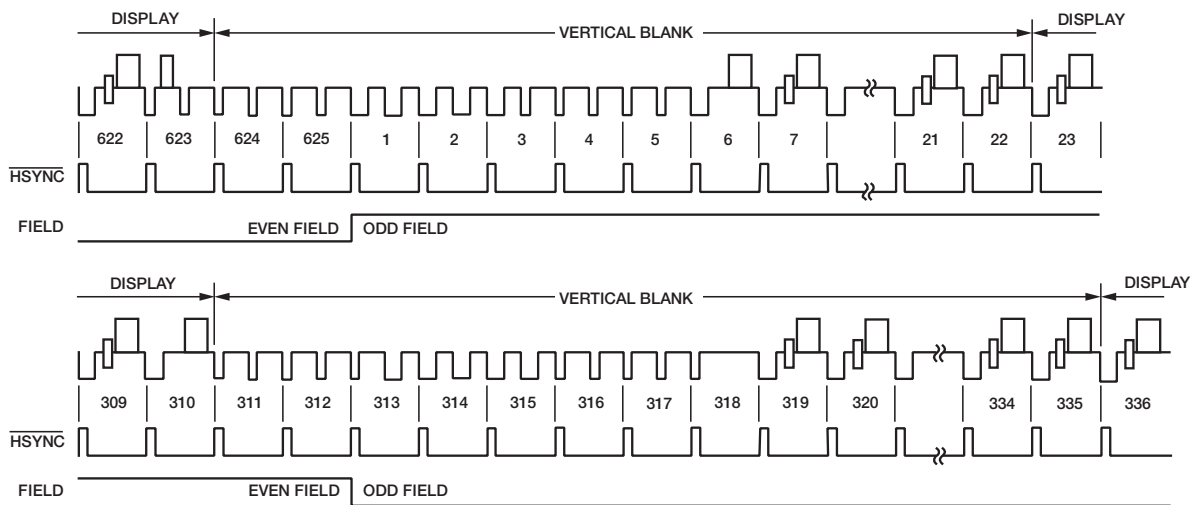 DISPLAY VERTICAL BLANK DISPLAY
622 623 624 625 1 2 3 4 5 6 7 21 22 23
HSYNC
FIELD EVEN FIELD ODD FIELD
DISPLAY VERTICAL BLANK DISPLAY
309 310 311 312 313 314 315 316 317 318 319 320 334 335 336
HSYNC
FIELD EVEN FIELD ODD FIELD